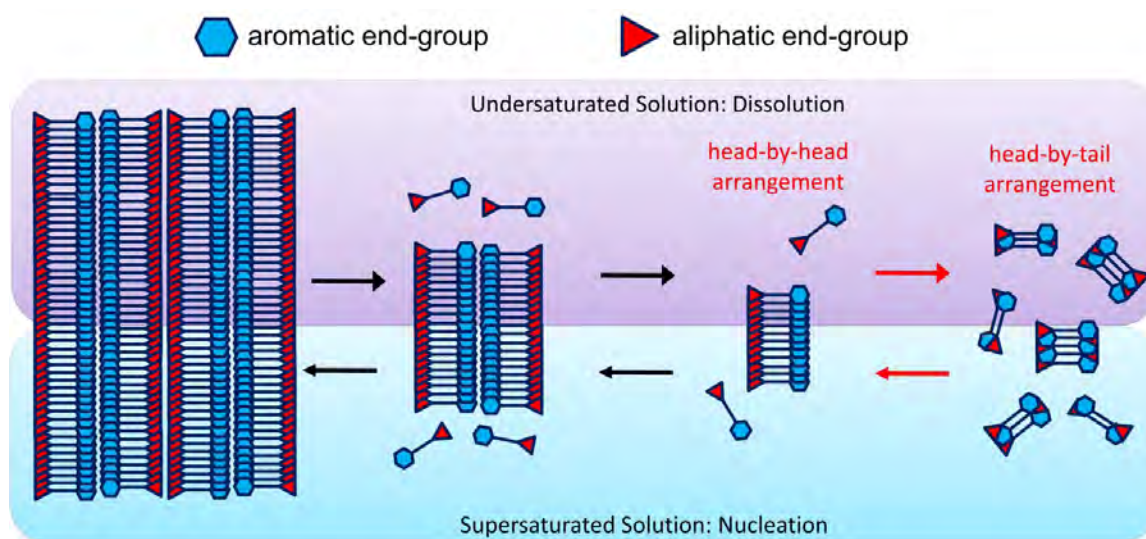 aromatic end-group
aliphatic end-group
Undersaturated Solution: Dissolution
head-by-head
arrangement
head-by-tail
arrangement
Supersaturated Solution: Nucleation